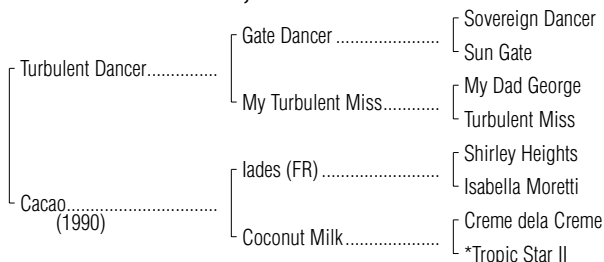 Sovereign Dancer
Gate Dancer ....................
Sun Gate
Turbulent Dancer..............
My Dad George
My Turbulent Miss...........
Turbulent Miss
Shirley Heights
Iades (FR) .......................
Isabella Moretti
Cacao..............................
(1990)
Creme dela Creme
Coconut Milk...................
*Tropic Star II